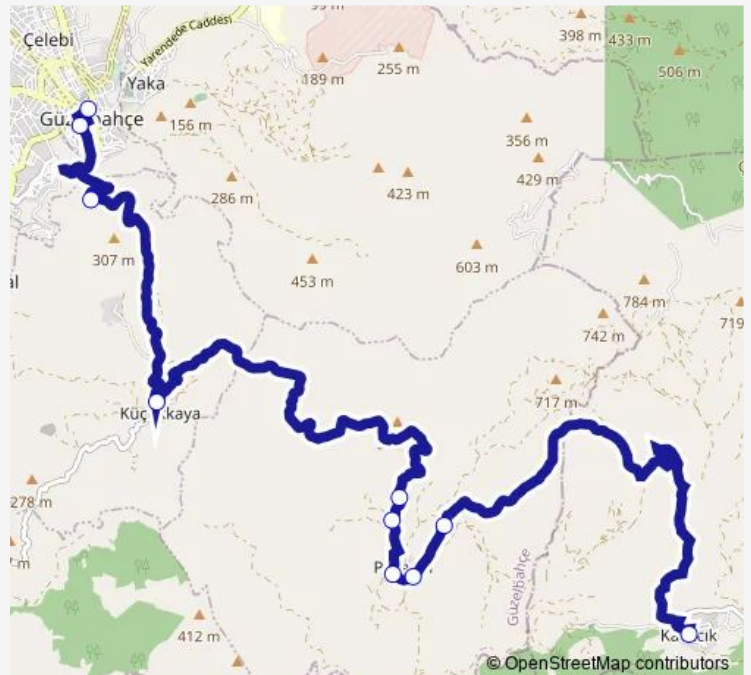 99 m
Çelebi
Yarendede Caddesi
398 m
433 m
255 m
189 m
506 m
Yaka
156 m
356 m
429 m
286 m
423 m
307 m
453 m
603 m
784 m
742 m
719
717 m
278 m
Güzelbahçe
412 m
© OpenStreetMap contributors